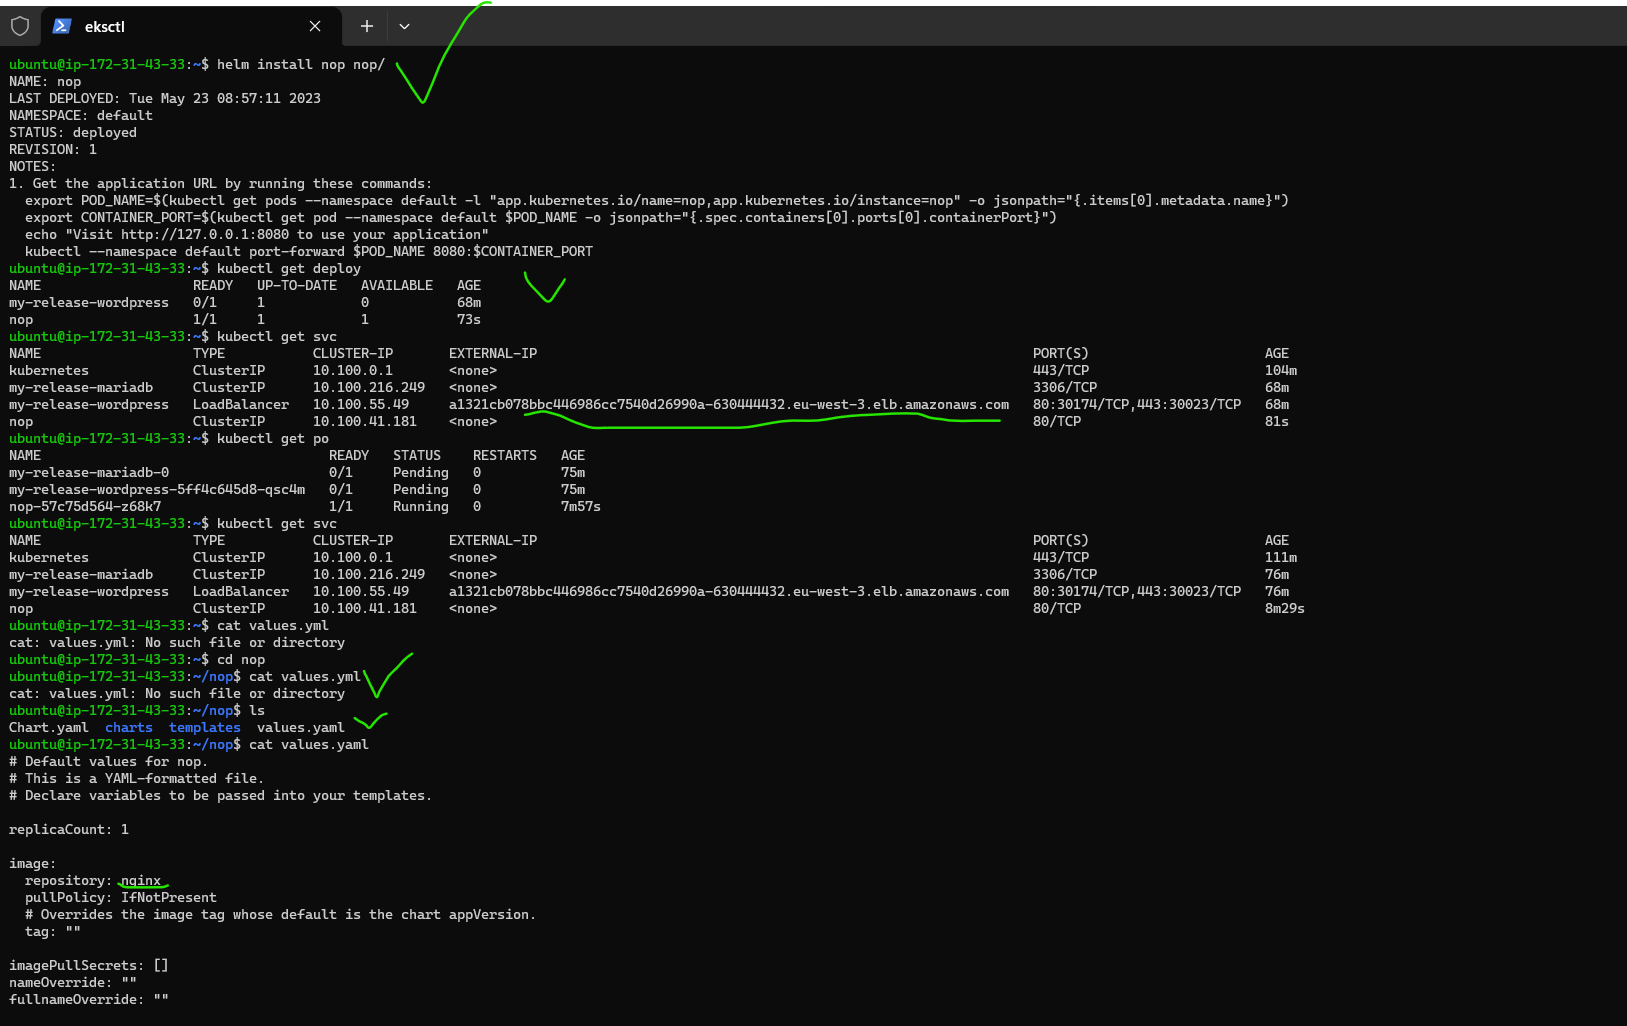 eksctl
ubuntu@ip-172-31-43-33:~$ helm install nop nop/
NAME: nop
LAST DEPLOYED: Tue May 23 08:57:11 2023
NAMESPACE: default
STATUS: deployed
REVISION: 1
NOTES:
1. Get the application URL by running these commands:
  export POD_NAME=$(kubectl get pods --namespace default -l "app.kubernetes.io/name=nop,app.kubernetes.io/instance=nop" -o jsonpath="{.items[0].metadata.name}")
  export CONTAINER_PORT=$(kubectl get pod --namespace default $POD_NAME -o jsonpath="{.spec.containers[0].ports[0].containerPort}")
  echo "Visit http://127.0.0.1:8080 to use your application"
  kubectl --namespace default port-forward $POD_NAME 8080:$CONTAINER_PORT
ubuntu@ip-172-31-43-33:~$ kubectl get deploy
NAME                   READY   UP-TO-DATE   AVAILABLE   AGE
my-release-wordpress   0/1     1            0           68m
nop                    1/1     1            1           73s
ubuntu@ip-172-31-43-33:~$ kubectl get svc
NAME                   TYPE           CLUSTER-IP       EXTERNAL-IP                                                              PORT(S)                      AGE
kubernetes             ClusterIP      10.100.0.1       <none>                                                                   443/TCP                      104m
my-release-mariadb     ClusterIP      10.100.216.249   <none>                                                                   3306/TCP                     68m
my-release-wordpress   LoadBalancer   10.100.55.49     a1321cb078bbc446986cc7540d26990a-630444432.eu-west-3.elb.amazonaws.com   80:30174/TCP,443:30023/TCP   68m
nop                    ClusterIP      10.100.41.181    <none>                                                                   80/TCP                       81s
ubuntu@ip-172-31-43-33:~$ kubectl get po
NAME                                    READY   STATUS    RESTARTS   AGE
my-release-mariadb-0                    0/1     Pending   0          75m
my-release-wordpress-5ff4c645d8-qsc4m   0/1     Pending   0          75m
nop-57c75d564-z68k7                     1/1     Running   0          7m57s
ubuntu@ip-172-31-43-33:~$ kubectl get svc
NAME                   TYPE           CLUSTER-IP       EXTERNAL-IP                                                              PORT(S)                      AGE
kubernetes             ClusterIP      10.100.0.1       <none>                                                                   443/TCP                      111m
my-release-mariadb     ClusterIP      10.100.216.249   <none>                                                                   3306/TCP                     76m
my-release-wordpress   LoadBalancer   10.100.55.49     a1321cb078bbc446986cc7540d26990a-630444432.eu-west-3.elb.amazonaws.com   80:30174/TCP,443:30023/TCP   76m
nop                    ClusterIP      10.100.41.181    <none>                                                                   80/TCP                       8m29s
ubuntu@ip-172-31-43-33:~$ cat values.yml
cat: values.yml: No such file or directory
ubuntu@ip-172-31-43-33:~$ cd nop
ubuntu@ip-172-31-43-33:~/nop$ cat values.yml
cat: values.yml: No such file or directory
ubuntu@ip-172-31-43-33:~/nop$ ls
Chart.yaml  charts  templates  values.yaml
ubuntu@ip-172-31-43-33:~/nop$ cat values.yaml
# Default values for nop.
# This is a YAML-formatted file.
# Declare variables to be passed into your templates.
replicaCount: 1
image:
  repository: nginx
  pullPolicy: IfNotPresent
  # Overrides the image tag whose default is the chart appVersion.
  tag: ""
imagePullSecrets: []
nameOverride: ""
fullnameOverride: ""